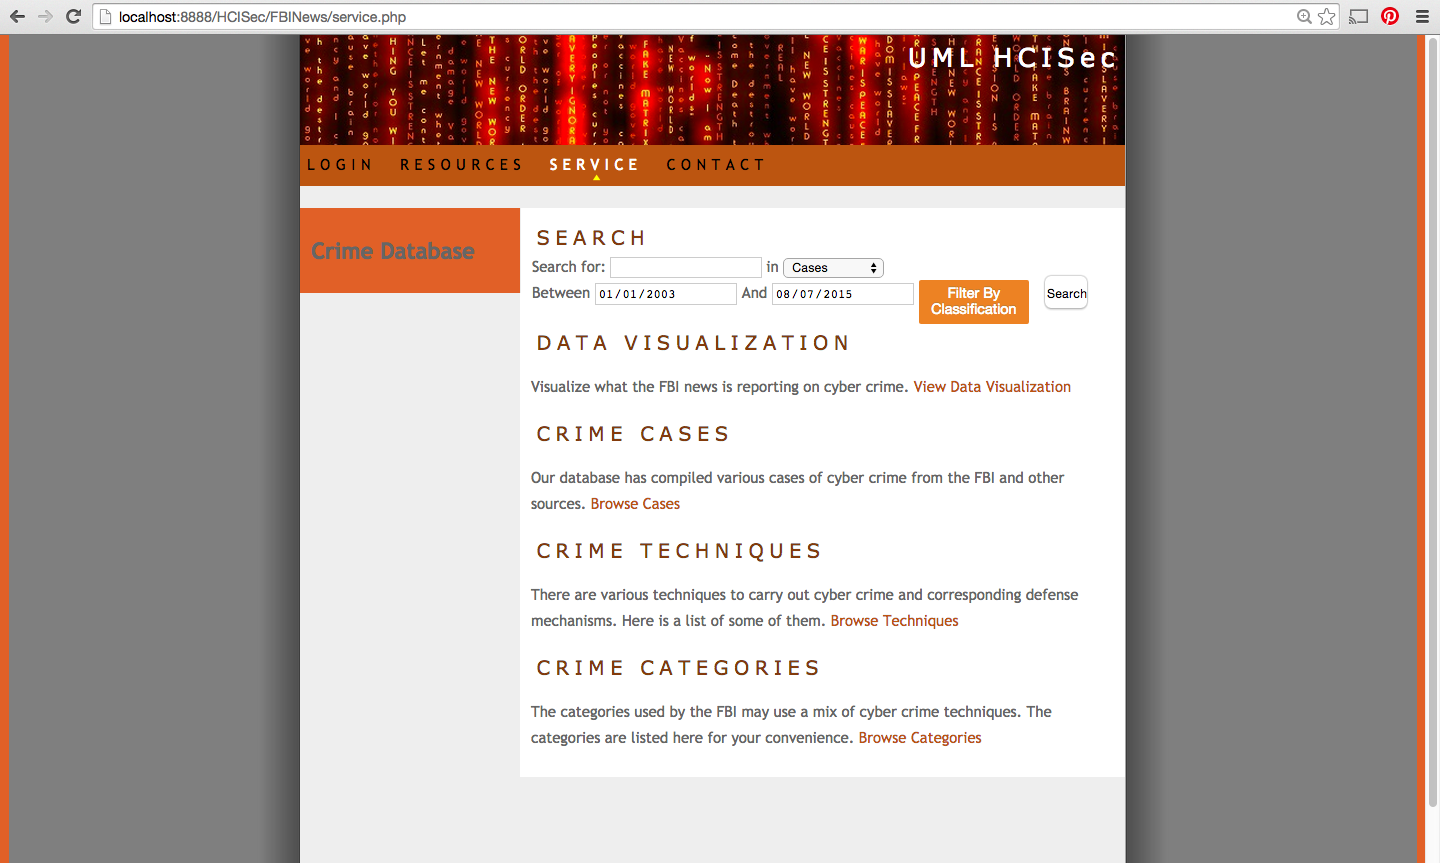 localhost:8888/HCISec/FBINews/service.php
UML HCISec
LOGIN RESOURCES SERVICE CONTACT
Crime Database
SEARCH
Search for: in Cases
Between 01/01/2003 And 08/07/2015 Filter By
Classification Search
DATA VISUALIZATION
Visualize what the FBI news is reporting on cyber crime. View Data Visualization
CRIME CASES
Our database has compiled various cases of cyber crime from the FBI and other
sources. Browse Cases
CRIME TECHNIQUES
There are various techniques to carry out cyber crime and corresponding defense
mechanisms. Here is a list of some of them. Browse Techniques
CRIME CATEGORIES
The categories used by the FBI may use a mix of cyber crime techniques. The
categories are listed here for your convenience. Browse Categories